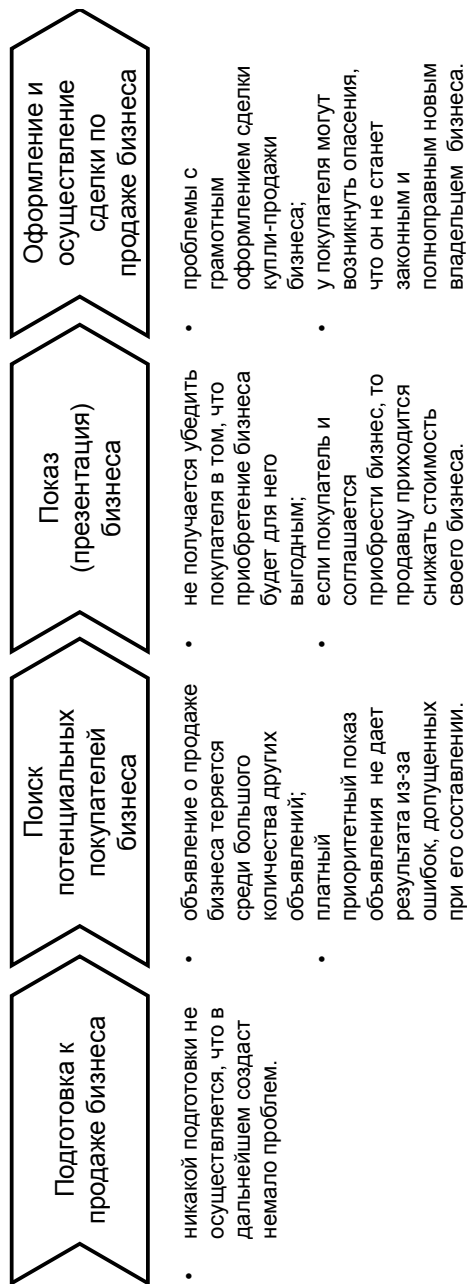 Подготовка к
продаже бизнеса
• никакой подготовки не
осуществляется, что в
дальнейшем создаст
немало проблем.
Поиск
потенциальных
покупателей
бизнеса
• объявление о продаже
бизнеса теряется
среди большого
количества других
объявлений;
• платный
приоритетный показ
объявления не дает
результата из-за
ошибок, допущенных
при его составлении.
Показ
(презентация)
бизнеса
• не получается убедить
покупателя в том, что
приобретение бизнеса
будет для него
выгодным;
• если покупатель и
соглашается
приобрести бизнес, то
продавцу приходится
снижать стоимость
своего бизнеса.
Оформление и
осуществление
сделки по
продаже бизнеса
• проблемы с
грамотным
оформлением сделки
купли-продажи
бизнеса;
• у покупателя могут
возникнуть опасения,
что он не станет
законным и
полноправным новым
владельцем бизнеса.